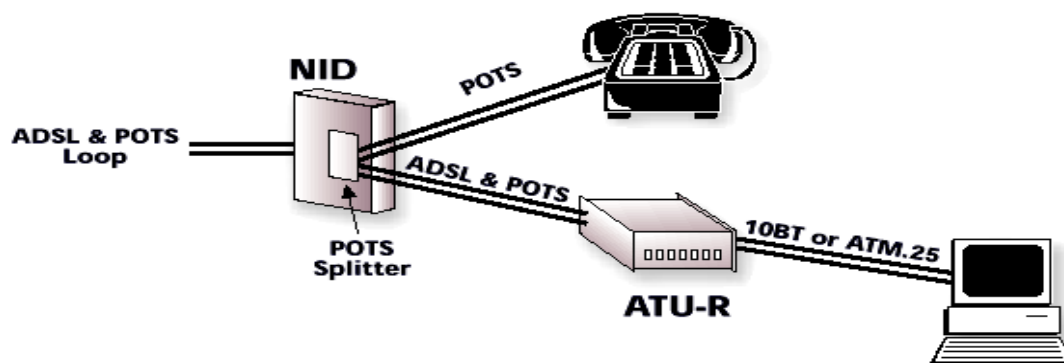 NID
POTS
ADSL & POTS
Loop
ADSL & POTS
POTS
Splitter
10BT or ATM.25
ATU-R